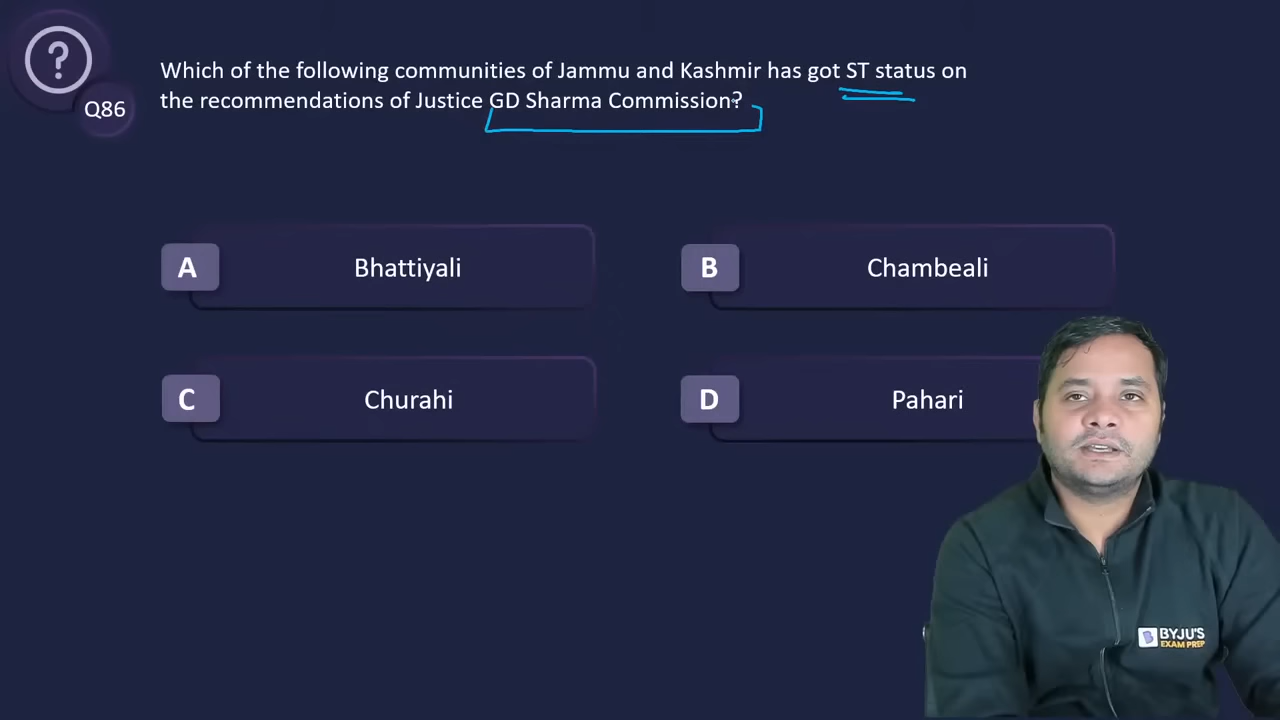 ?
Q86
Which of the following communities of Jammu and Kashmir has got ST status on
the recommendations of Justice GD Sharma Commission?
A Bhattiyali
B Chambeali
C Churahi
D Pahari
B BYJU'S
EXAM PREP